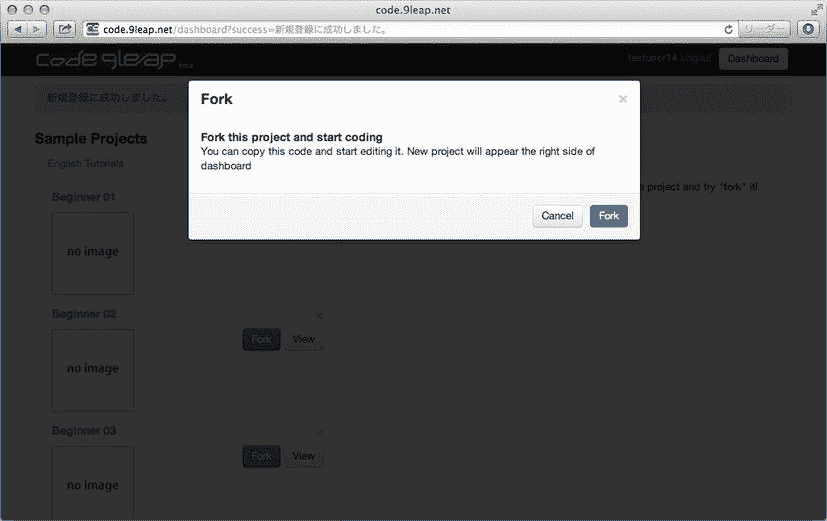 code.9leap.net
code.9leap.net/dashboard?success=新規登録に成功しました。
リーダー
code 9leap beta
testuser14 Logout Dashboard
新規登録に成功しました。
Fork
×
Fork this project and start coding
You can copy this code and start editing it. New project will appear the right side of
dashboard
Cancel Fork
Sample Projects
English Tutorials
project and try "fork" it!
Beginner 01
no image
Beginner 02
×
no image
Fork View
Beginner 03
×
no image
Fork View